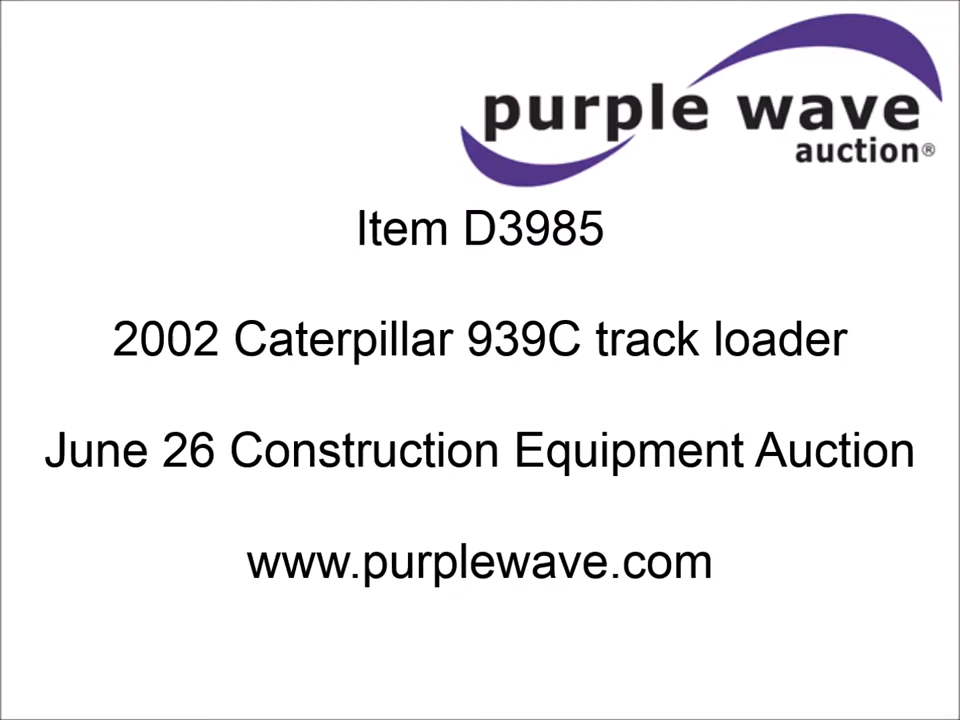 purple wave
auction®
Item D3985
2002 Caterpillar 939C track loader
June 26 Construction Equipment Auction
www.purplewave.com